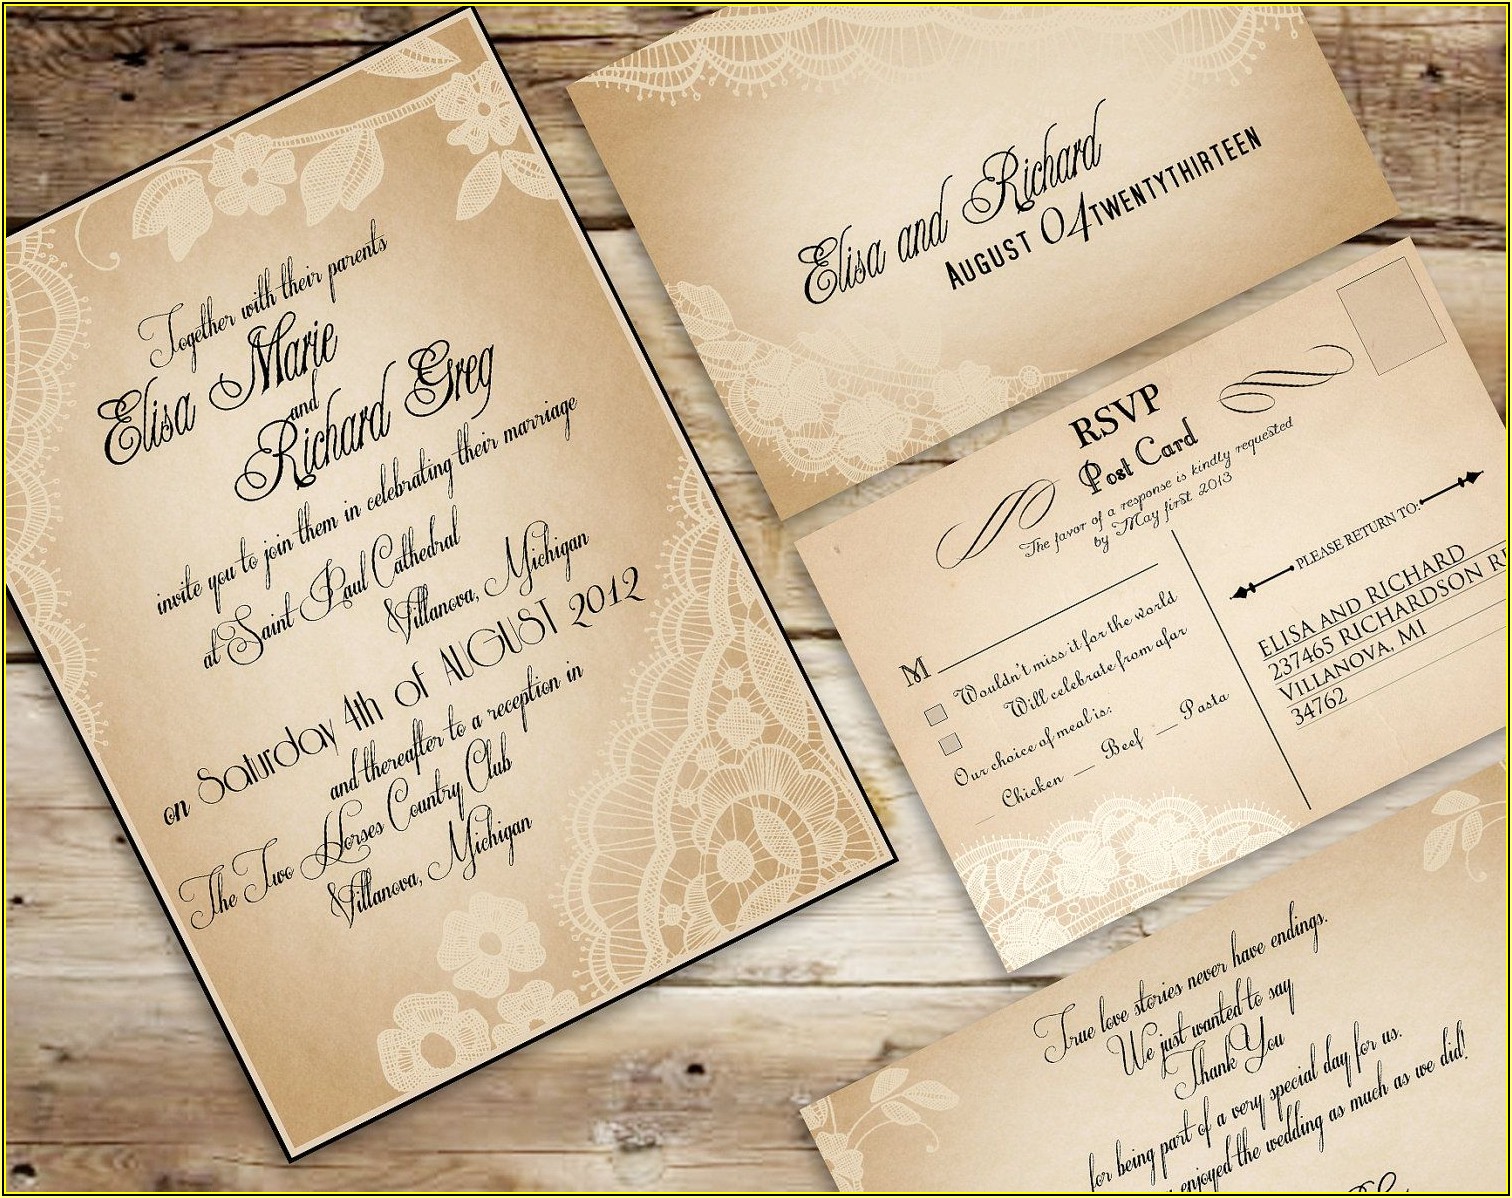 Together with their parents
Elisa Marie
and
Richard Greg
invite you to join them in celebrating their marriage
at Saint Paul Cathedral
Villanova, Michigan
on Saturday 4th of AUGUST 2012
and thereafter to a reception in
The Two Horses Country Club
Villanova, Michigan
Elisa and Richard
AUGUST 04TWENTYTHIRTEEN
RSVP
Post Card
The favor of a response is kindly requested
by May first 2013
M
Wouldn't miss it for the world
Will celebrate from afar
Our choice of meal is:
Chicken __ Beef __ Pasta
PLEASE RETURN TO:
ELISA AND RICHARD
237465 RICHARDSON
VILLANOVA, MI
34762
True love stories never have endings.
We just wanted to say
Thank You
for being part of a very special day for us.
enjoyed the wedding as much as we did!